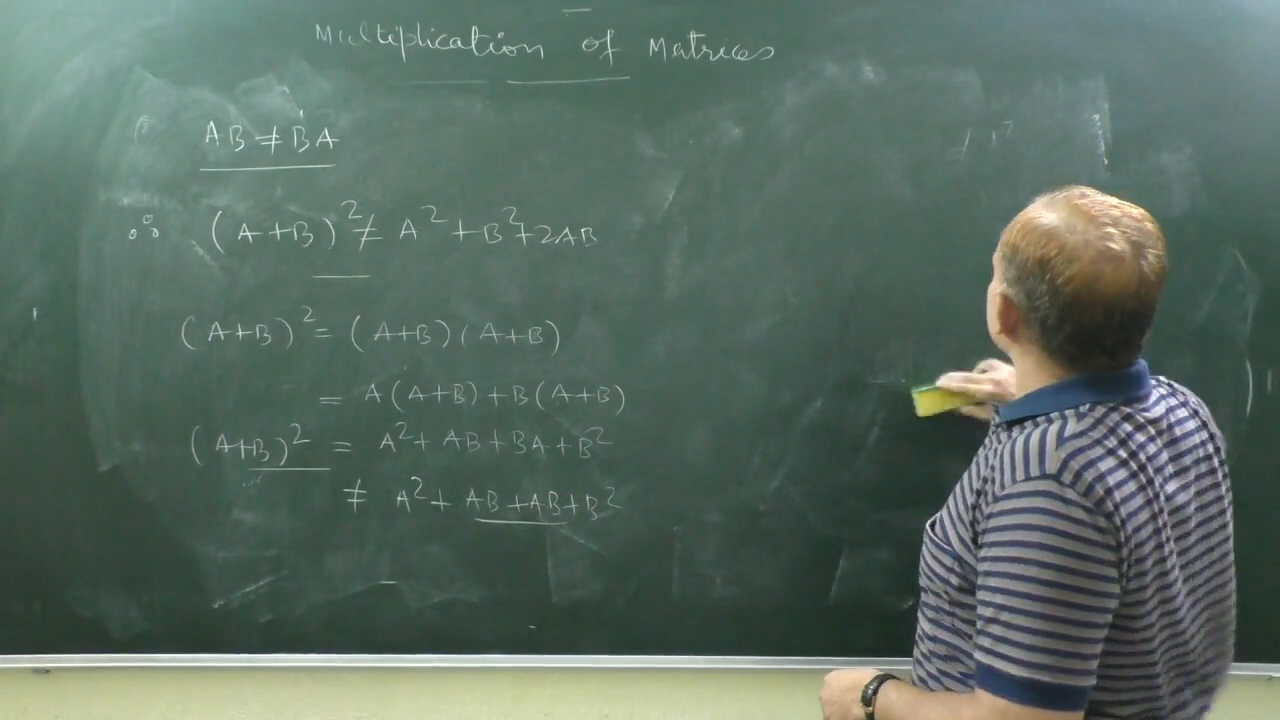 Multiplication of Matrices
AB ≠ BA
∴ (A+B)² ≠ A² + B² + 2AB
(A+B)² = (A+B)(A+B)
= A(A+B) + B(A+B)
(A+B)² = A² + AB + BA + B²
≠ A² + AB + AB + B²